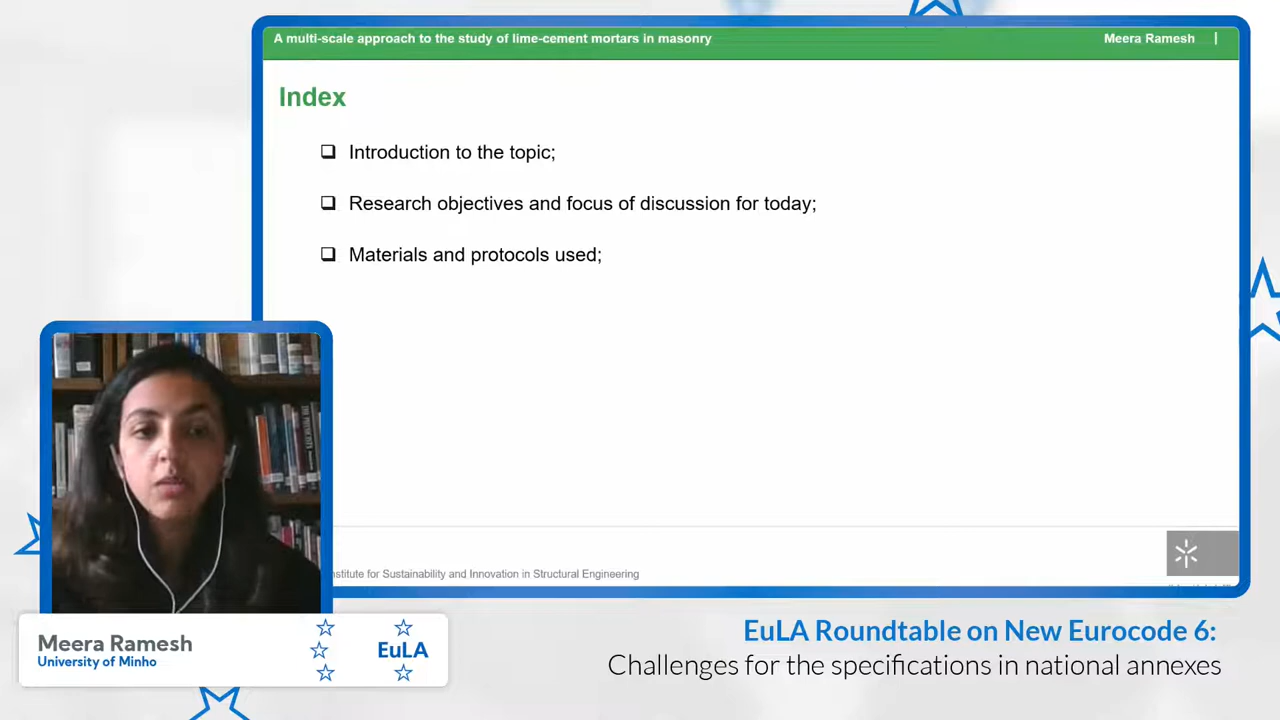 A multi-scale approach to the study of lime-cement mortars in masonry
Meera Ramesh |
Index
Introduction to the topic;
Research objectives and focus of discussion for today;
Materials and protocols used;
for Sustainability and Innovation in Structural Engineering
Meera Ramesh
University of Minho
EuLA
EuLA Roundtable on New Eurocode 6:
Challenges for the specifications in national annexes